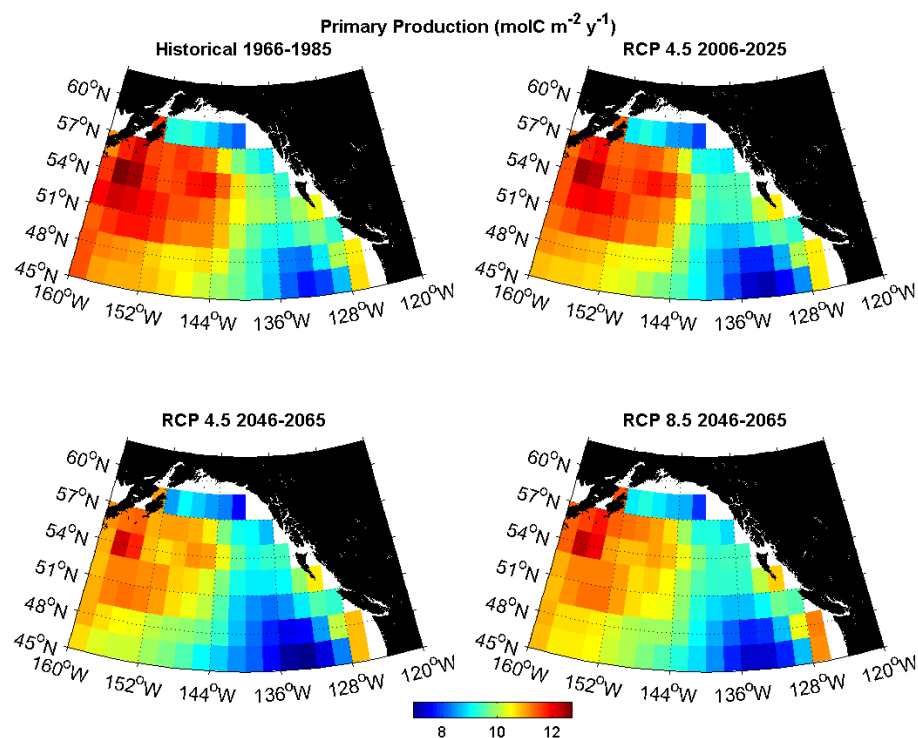 Primary Production (molC m⁻² y⁻¹)
Historical 1966-1985
RCP 4.5 2006-2025
60°N
57°N
54°N
51°N
48°N
45°N
160°W
152°W
144°W
136°W
128°W
120°W
60°N
57°N
54°N
51°N
48°N
45°N
160°W
152°W
144°W
136°W
128°W
120°W
RCP 4.5 2046-2065
RCP 8.5 2046-2065
60°N
57°N
54°N
51°N
48°N
45°N
160°W
152°W
144°W
136°W
128°W
120°W
60°N
57°N
54°N
51°N
48°N
45°N
160°W
152°W
144°W
136°W
128°W
120°W
8 10 12